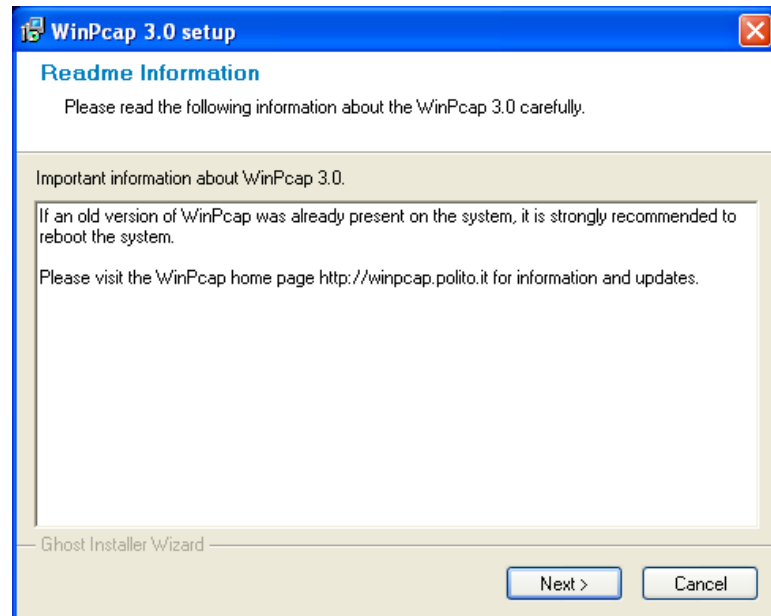 WinPcap 3.0 setup
Readme Information
Please read the following information about the WinPcap 3.0 carefully.
Important information about WinPcap 3.0.
If an old version of WinPcap was already present on the system, it is strongly recommended to
reboot the system.
Please visit the WinPcap home page http://winpcap.polito.it for information and updates.
Ghost Installer Wizard
Next >
Cancel